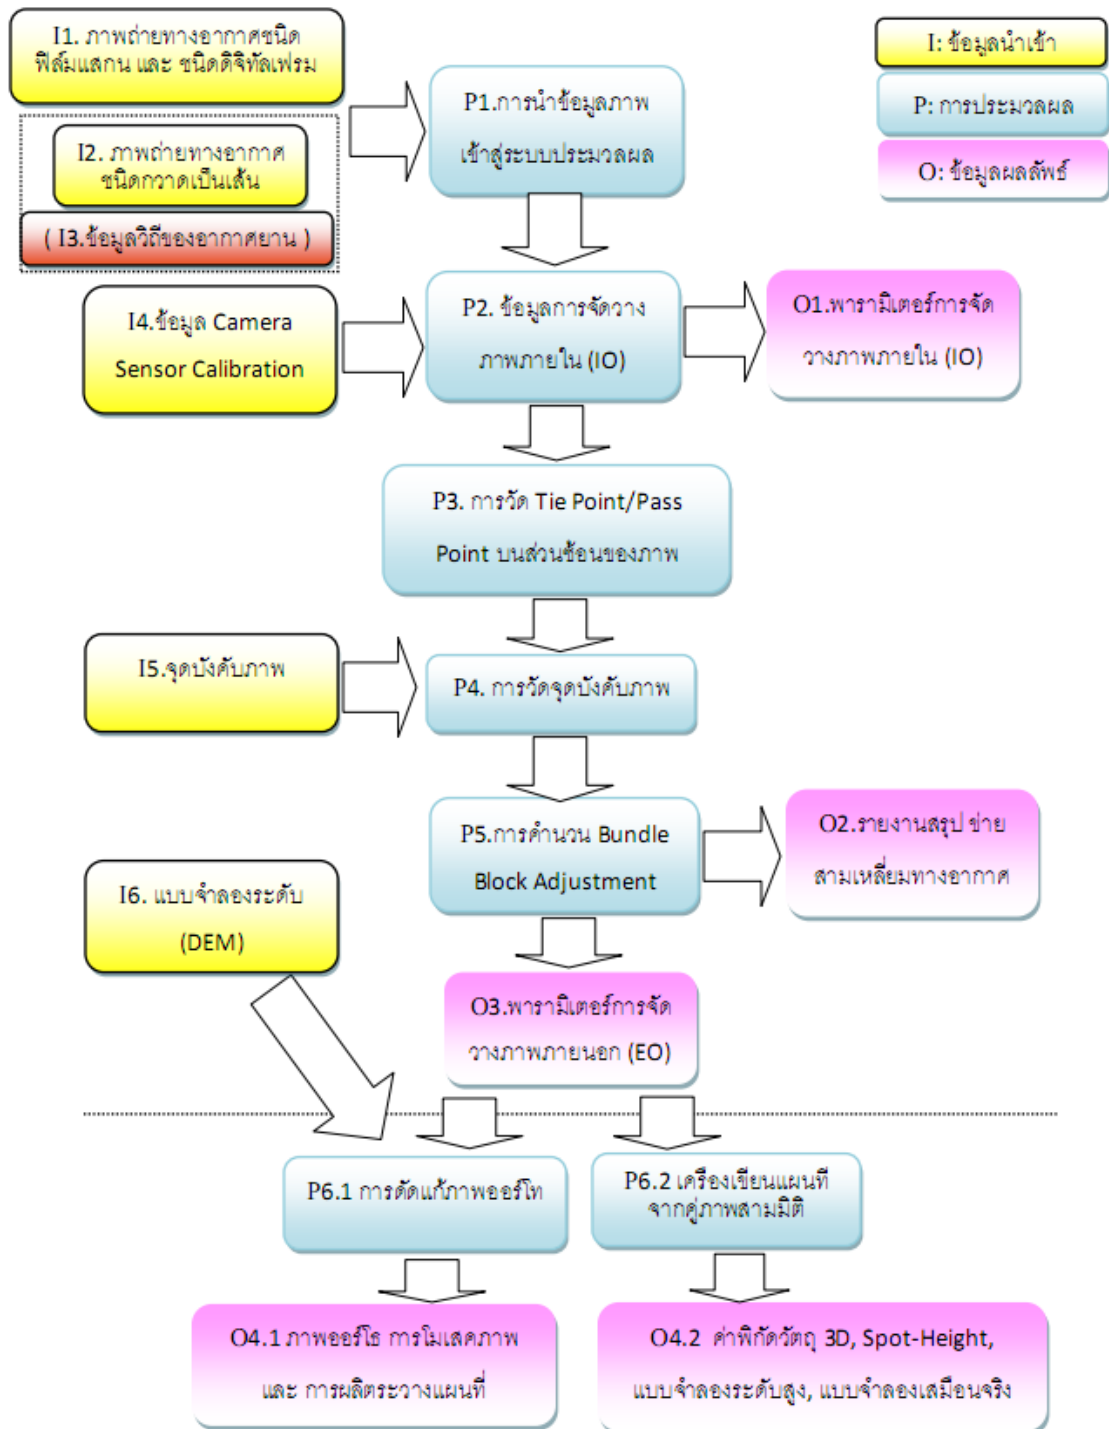 I1. ภาพถ่ายทางอากาศชนิด
ฟิล์มแสกน และ ชนิดดิจิทัลเฟรม
I: ข้อมูลนำเข้า
P: การประมวลผล
O: ข้อมูลผลลัพธ์
P1.การนำข้อมูลภาพ
เข้าสู่ระบบประมวลผล
I2. ภาพถ่ายทางอากาศ
ชนิดกวาดเป็นเส้น
( I3.ข้อมูลวิถีของอากาศยาน )
I4.ข้อมูล Camera
Sensor Calibration
P2. ข้อมูลการจัดวาง
ภาพภายใน (IO)
O1.พารามิเตอร์การจัด
วางภาพภายใน (IO)
P3. การวัด Tie Point/Pass
Point บนส่วนซ้อนของภาพ
I5.จุดบังคับภาพ
P4. การวัดจุดบังคับภาพ
P5.การคำนวน Bundle
Block Adjustment
O2.รายงานสรุป ข่าย
สามเหลี่ยมทางอากาศ
I6. แบบจำลองระดับ
(DEM)
O3.พารามิเตอร์การจัด
วางภาพภายนอก (EO)
P6.1 การดัดแก้ภาพออร์โท
P6.2 เครื่องเขียนแผนที่
จากคู่ภาพสามมิติ
O4.1 ภาพออร์โธ การโมเสคภาพ
และ การผลิตระวางแผนที่
O4.2 ค่าพิกัดวัตถุ 3D, Spot-Height,
แบบจำลองระดับสูง, แบบจำลองเสมือนจริง